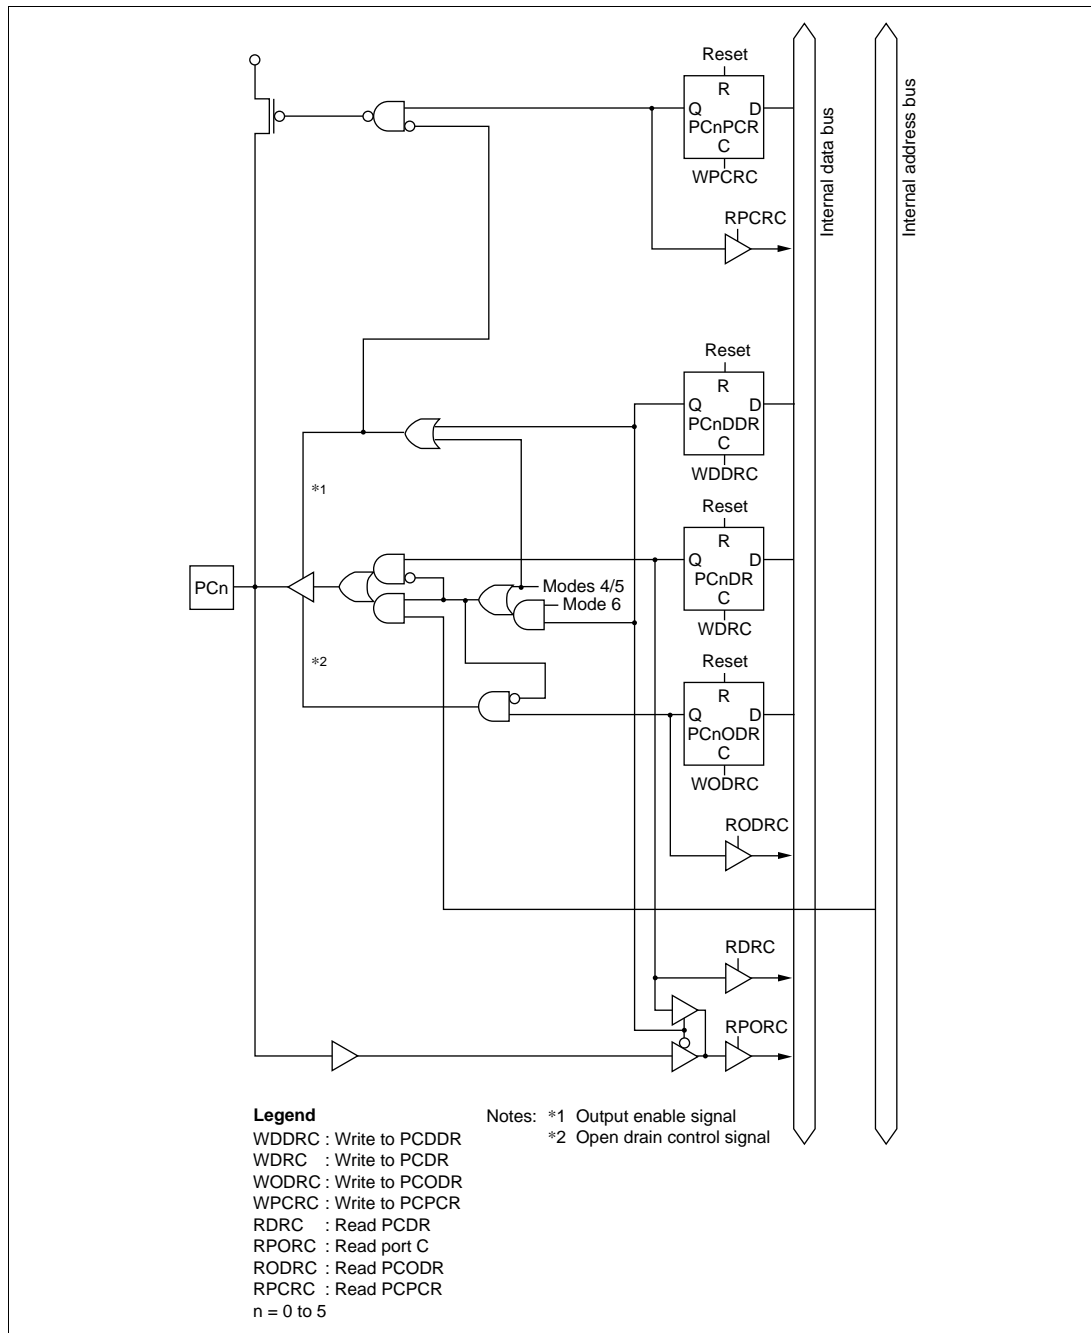 Reset
R
Q D
PCnPCR
C
WPCRC
RPCRC
Internal data bus
Internal address bus
Reset
R
Q D
PCnDDR
C
WDDRC
*1
Reset
R
Q D
PCnDR
C
WDRC
PCn
Modes 4/5
Mode 6
*2
Reset
R
Q D
PCnODR
C
WODRC
RODRC
RDRC
RPORC
Legend
WDDRC : Write to PCDDR
WDRC : Write to PCDR
WODRC : Write to PCODR
WPCRC : Write to PCPCR
RDRC : Read PCDR
RPORC : Read port C
RODRC : Read PCODR
RPCRC : Read PCPCR
n = 0 to 5
Notes: *1 Output enable signal
*2 Open drain control signal